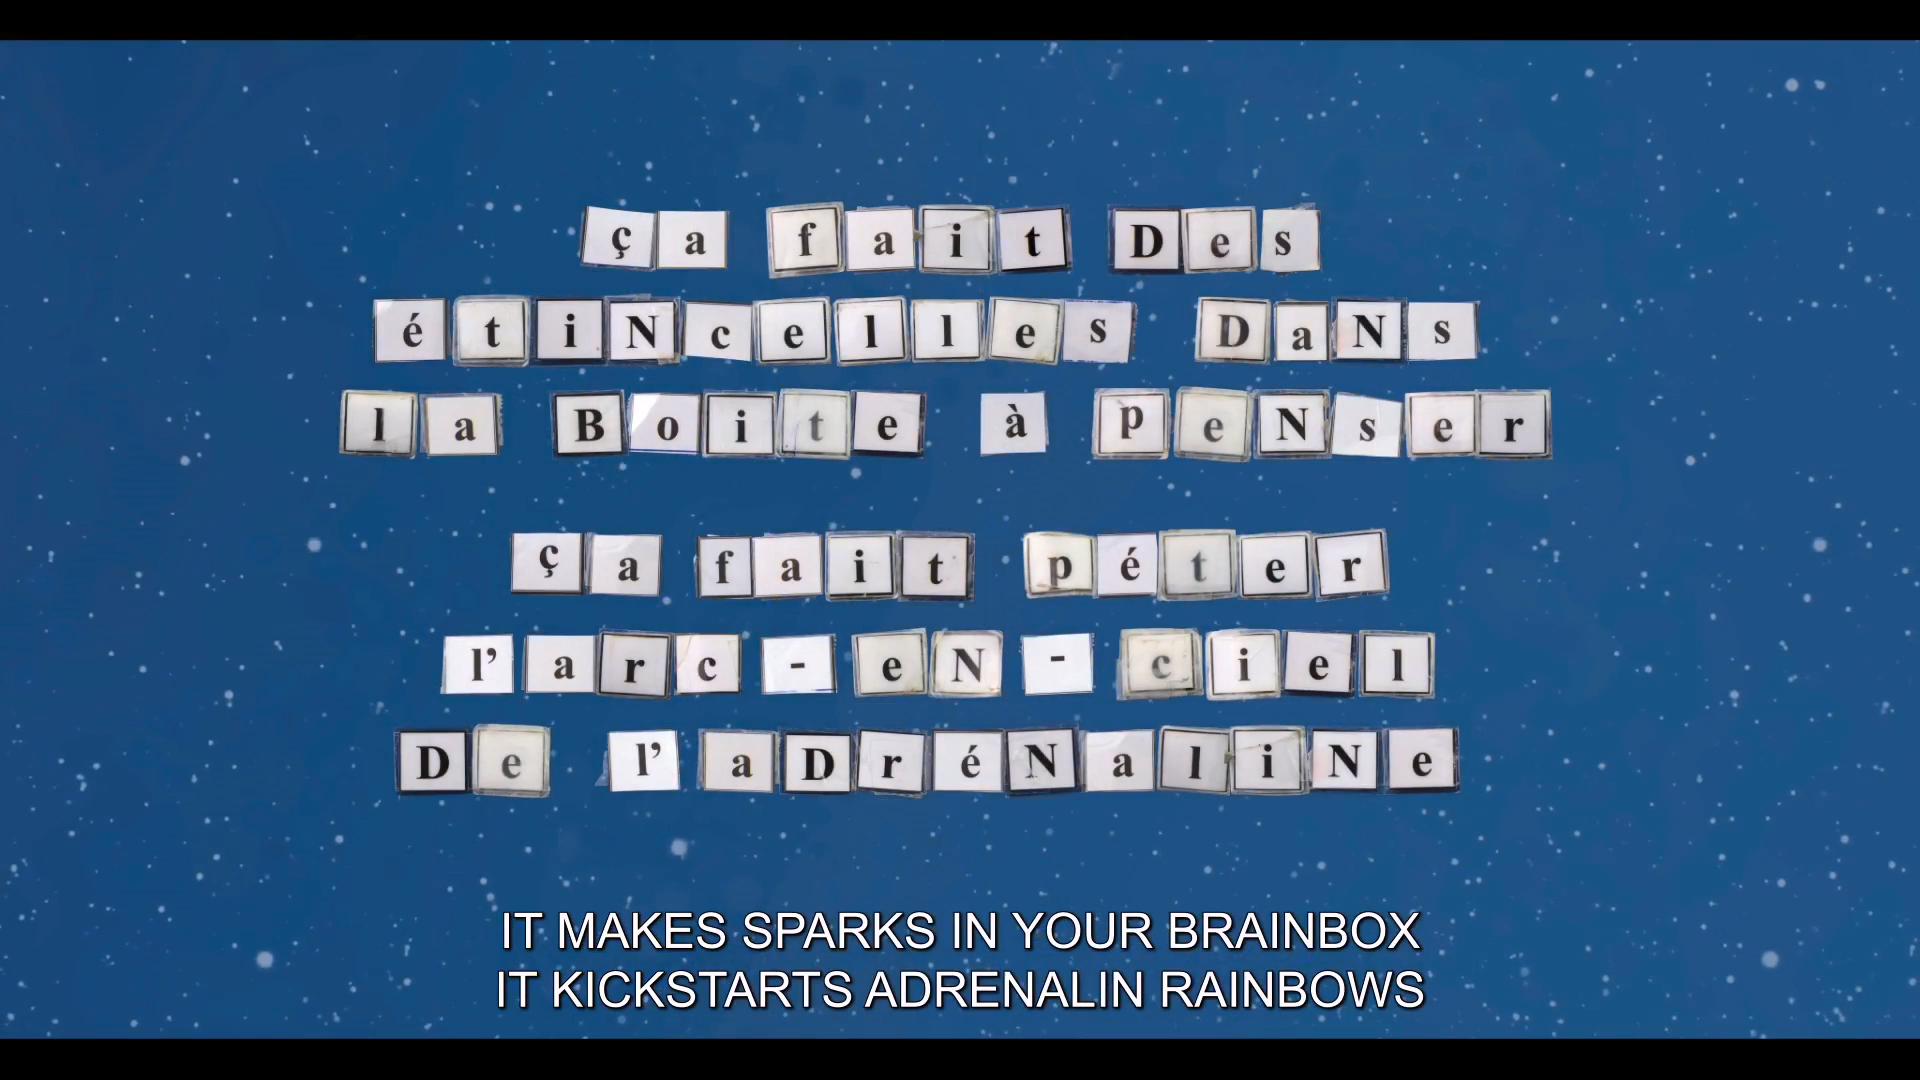 ça fait Des
étiNcelles DaNs
la Boite à peNser
ça fait péter
l’arc-eN-ciel
De l’aDréNaliNe
IT MAKES SPARKS IN YOUR BRAINBOX
IT KICKSTARTS ADRENALIN RAINBOWS